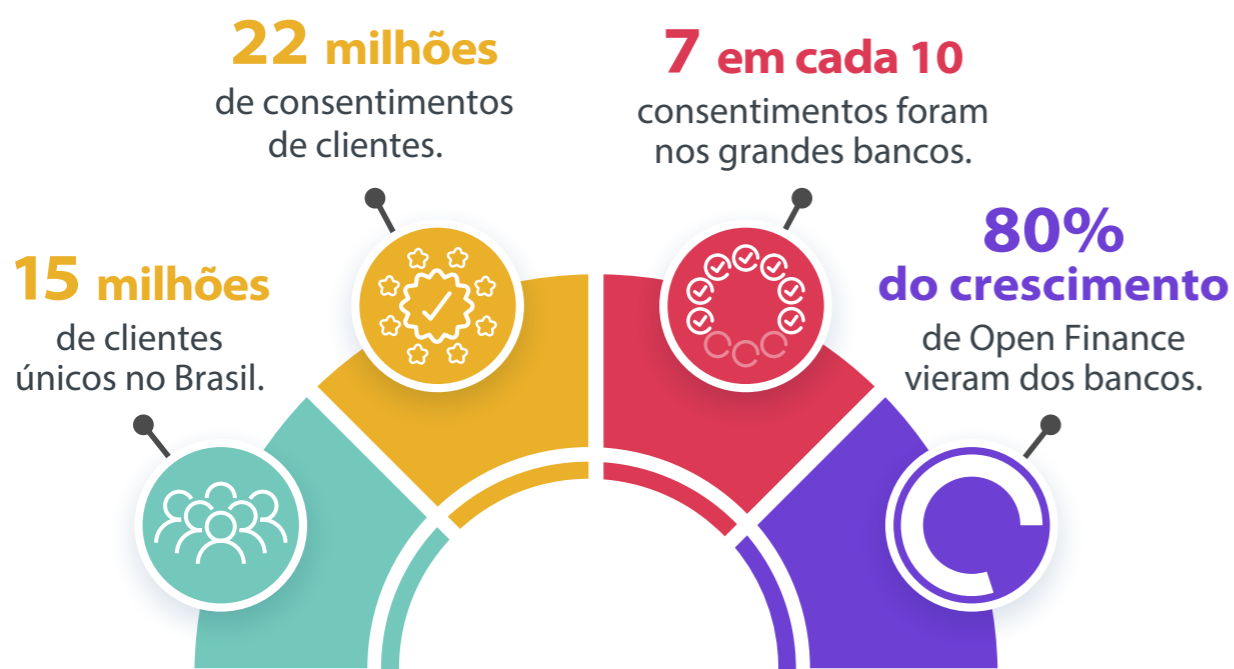 22 milhões
de consentimentos
de clientes.
7 em cada 10
consentimentos foram
nos grandes bancos.
15 milhões
de clientes
únicos no Brasil.
80%
do crescimento
de Open Finance
vieram dos bancos.